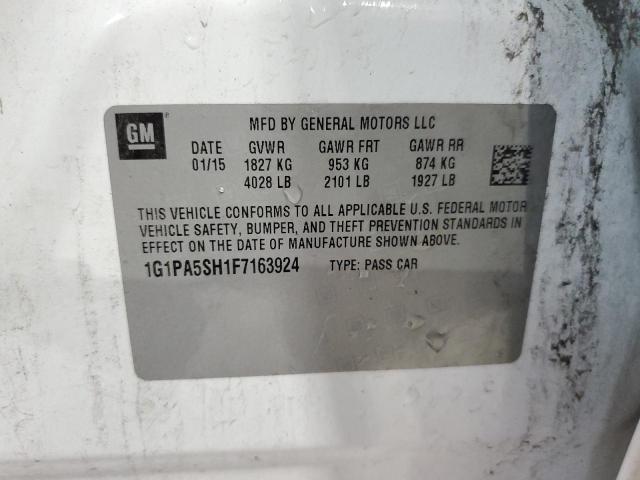 GM
MFD BY GENERAL MOTORS LLC
DATE GVWR GAWR FRT GAWR RR
01/15 1827 KG 953 KG 874 KG
4028 LB 2101 LB 1927 LB
THIS VEHICLE CONFORMS TO ALL APPLICABLE U.S. FEDERAL MOTOR
VEHICLE SAFETY, BUMPER, AND THEFT PREVENTION STANDARDS IN
EFFECT ON THE DATE OF MANUFACTURE SHOWN ABOVE.
1G1PA5SH1F7163924 TYPE: PASS CAR